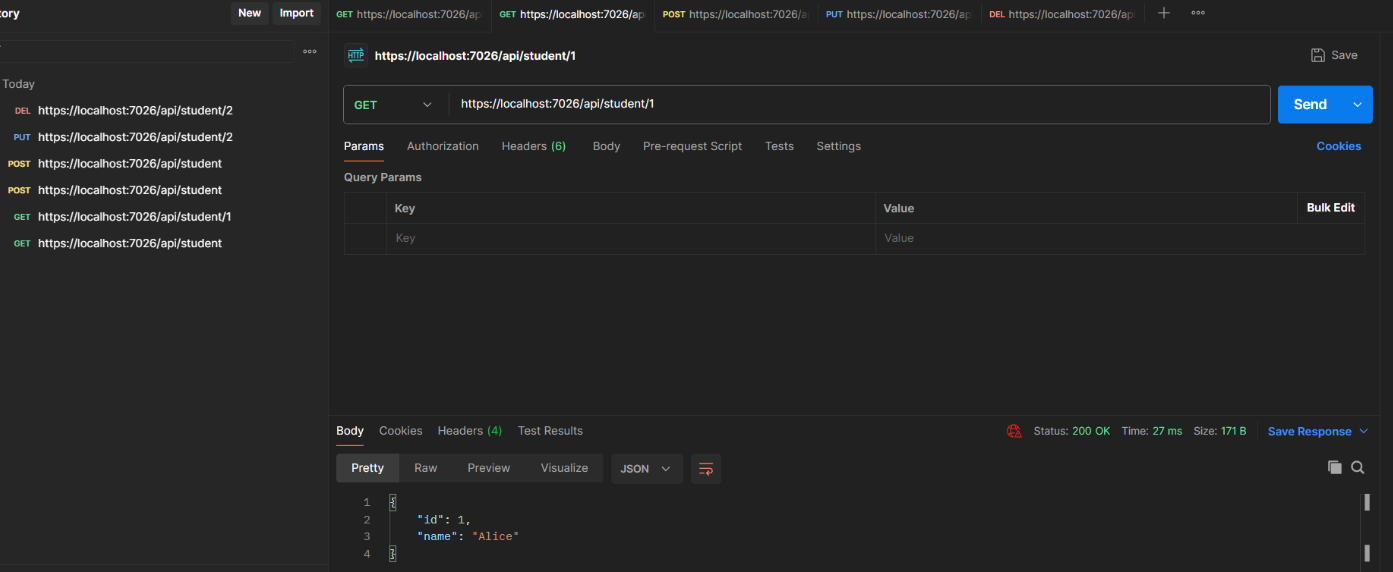 tory
New Import
GET https://localhost:7026/ap GET https://localhost:7026/ap POST https://localhost:7026/ap PUT https://localhost:7026/ap DEL https://localhost:7026/api
HTTP https://localhost:7026/api/student/1 Save
Today
DEL https://localhost:7026/api/student/2
PUT https://localhost:7026/api/student/2
POST https://localhost:7026/api/student
POST https://localhost:7026/api/student
GET https://localhost:7026/api/student/1
GET https://localhost:7026/api/student
GET https://localhost:7026/api/student/1 Send
Params Authorization Headers (6) Body Pre-request Script Tests Settings Cookies
Query Params
Key Value Bulk Edit
Key Value
Body Cookies Headers (4) Test Results Status: 200 OK Time: 27 ms Size: 171 B Save Response
Pretty Raw Preview Visualize JSON
1 {
2 "id": 1,
3 "name": "Alice"
4 }